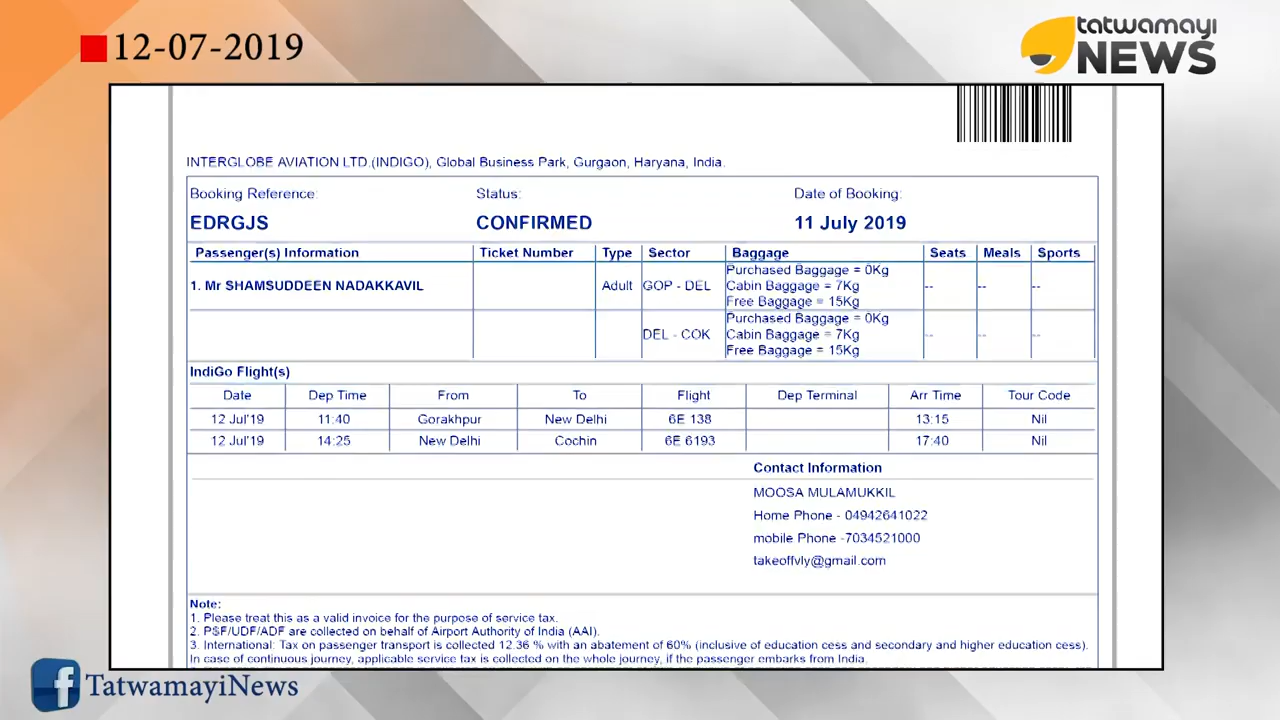 12-07-2019
tatwamayi
NEWS
INTERGLOBE AVIATION LTD.(INDIGO), Global Business Park, Gurgaon, Haryana, India.
Booking Reference: Status: Date of Booking:
EDRGJS CONFIRMED 11 July 2019
Passenger(s) Information Ticket Number Type Sector Baggage Seats Meals Sports
Purchased Baggage = 0Kg
1. Mr SHAMSUDDEEN NADAKKAVIL Adult GOP - DEL Cabin Baggage = 7Kg -- -- --
Free Baggage = 15Kg
Purchased Baggage = 0Kg
DEL - COK Cabin Baggage = 7Kg -- -- --
Free Baggage = 15Kg
IndiGo Flight(s)
Date Dep Time From To Flight Dep Terminal Arr Time Tour Code
12 Jul'19 11:40 Gorakhpur New Delhi 6E 138 13:15 Nil
12 Jul'19 14:25 New Delhi Cochin 6E 6193 17:40 Nil
Contact Information
MOOSA MULAMUKKIL
Home Phone - 04942641022
mobile Phone -7034521000
takeoffvly@gmail.com
Note:
1. Please treat this as a valid invoice for the purpose of service tax.
2. PSF/UDF/ADF are collected on behalf of Airport Authority of India (AAI).
3. International: Tax on passenger transport is collected 12.36 % with an abatement of 60% (inclusive of education cess and secondary and higher education cess).
In case of continuous journey, applicable service tax is collected on the whole journey, if the passenger embarks from India.
TatwamayiNews